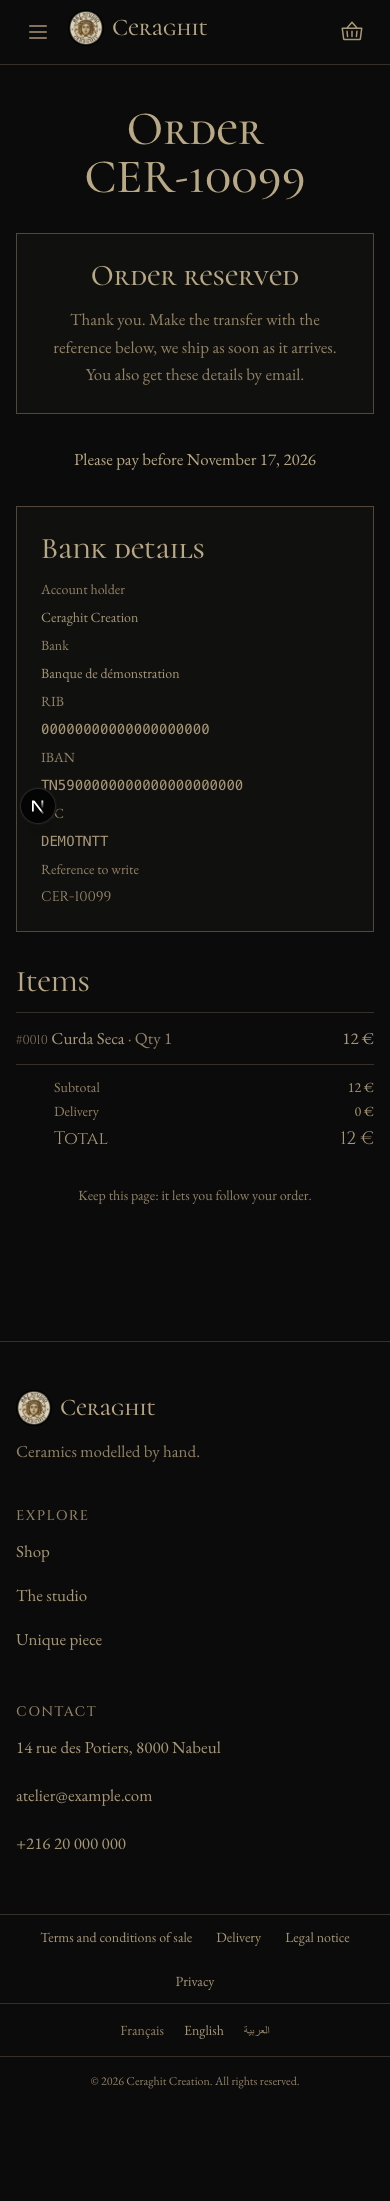 Ceraghit
Order
CER-10099
Order reserved
Thank you. Make the transfer with the
reference below, we ship as soon as it arrives.
You also get these details by email.
Please pay before November 17, 2026
Bank details
Account holder
Ceraghit Creation
Bank
Banque de démonstration
RIB
00000000000000000000
IBAN
TN5900000000000000000000
C
DEMOTNTT
Reference to write
CER-10099
Items
#0010 Curda Seca · Qty 1 12 €
Subtotal 12 €
Delivery 0 €
Total 12 €
Keep this page: it lets you follow your order.
Ceraghit
Ceramics modelled by hand.
EXPLORE
Shop
The studio
Unique piece
CONTACT
14 rue des Potiers, 8000 Nabeul
atelier@example.com
+216 20 000 000
Terms and conditions of sale Delivery Legal notice
Privacy
Français English العربية
© 2026 Ceraghit Creation. All rights reserved.